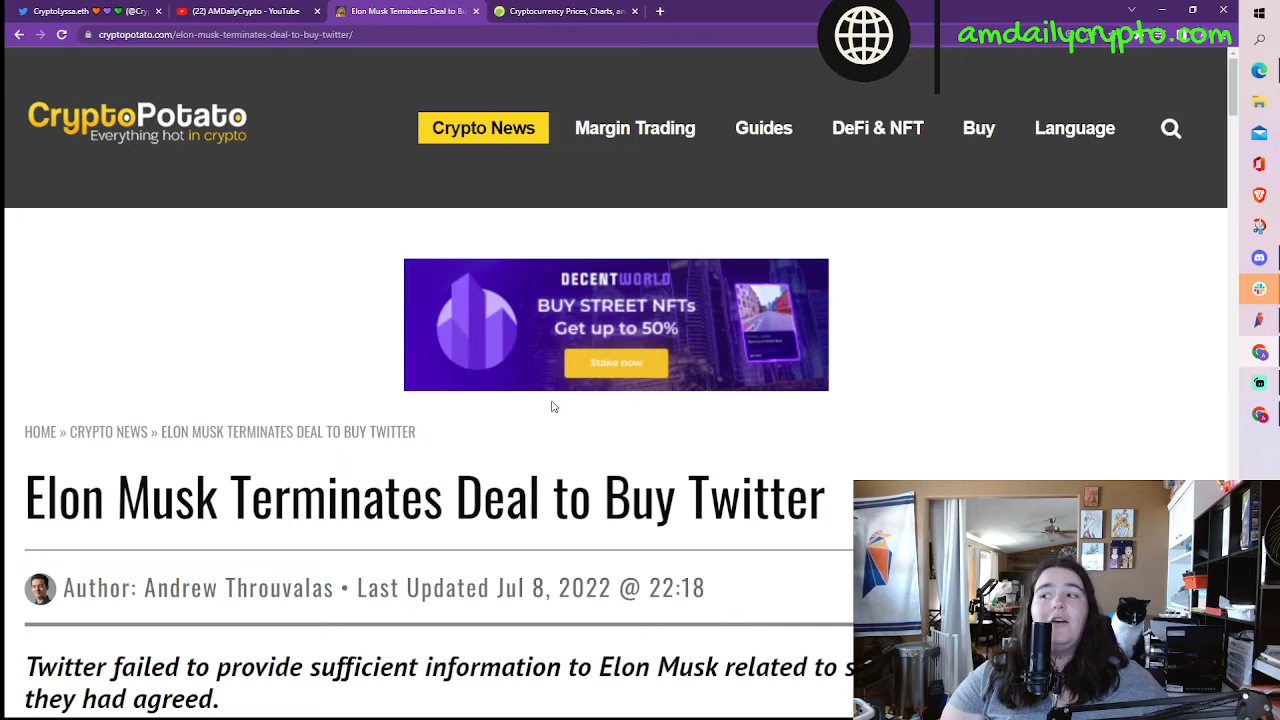 CryptoLyss.eth 💙💜💙💜 (@Cr
(22) AMDailyCrypto - YouTube
Elon Musk Terminates Deal to Bu
Cryptocurrency Prices, Charts, an
cryptopotato.com/elon-musk-terminates-deal-to-buy-twitter/
amdailycrypto.com
CryptoPotato
Everything hot in crypto
Crypto News
Margin Trading
Guides
DeFi & NFT
Buy
Language
DECENTWORLD
BUY STREET NFTs
Get up to 50%
Stake now
HOME » CRYPTO NEWS » ELON MUSK TERMINATES DEAL TO BUY TWITTER
Elon Musk Terminates Deal to Buy Twitter
Author: Andrew Throuvalas • Last Updated Jul 8, 2022 @ 22:18
Twitter failed to provide sufficient information to Elon Musk related to s
they had agreed.